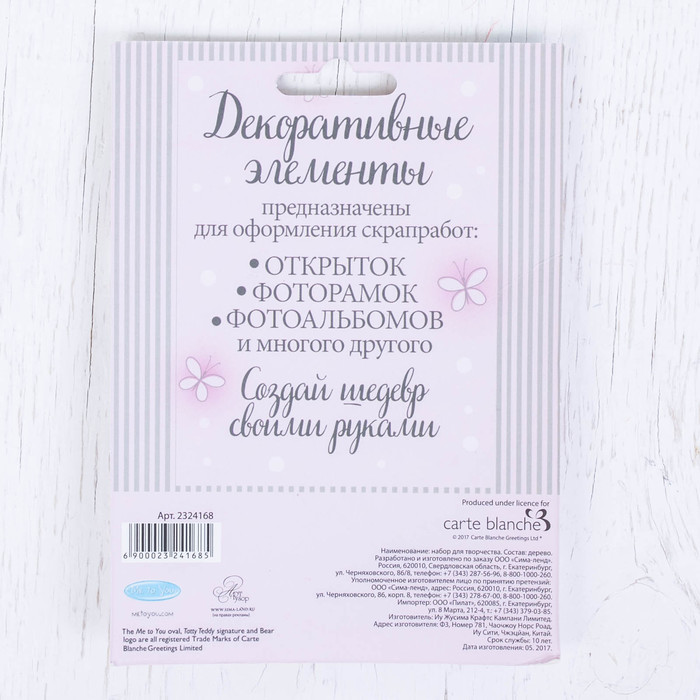 Декоративные
элементы
предназначены
для оформления скрапработ:
• ОТКРЫТОК
• ФОТОРАМОК
• ФОТОАЛЬБОМОВ
и многого другого
Создай шедевр
своими руками
Арт. 2324168
6 900023 241685
METOYOU.COM
The Me to You oval, Tatty Teddy signature and Bear
logo are all registered Trade Marks of Carte
Blanche Greetings Limited
Арт
Узор
WWW.SIMA-LAND.RU
(на правах рекламы)
Produced under licence for
carte blanche
© 2017 Carte Blanche Greetings Ltd ®
Наименование: набор для творчества. Состав: дерево.
Разработано и изготовлено по заказу ООО «Сима-ленд».
Россия, 620010, Свердловская область, г. Екатеринбург,
ул. Черняховского, 86/8, телефон: +7 (343) 287-56-96, 8-800-1000-260.
Уполномоченное изготовителем лицо по принятию претензий:
ООО «Сима-ленд», Россия, 620010, г. Екатеринбург,
ул. Черняховского, 86, корп. 8, телефон: +7 (343) 278-67-00, 8-800-1000-260.
Импортер: ООО «Пилат», 620085, г. Екатеринбург,
ул. 8 Марта, 212-4, т.: +7 (343) 379-03-85.
Изготовитель: Иу Жусима Крафтс Кампани Лимитед.
Адрес изготовителя: Ф3, Номер 781, Чаочжоу Норс Роад,
Иу Сити, Чжэцзян, Китай.
Срок службы: 10 лет.
Дата изготовления: 05. 2017.